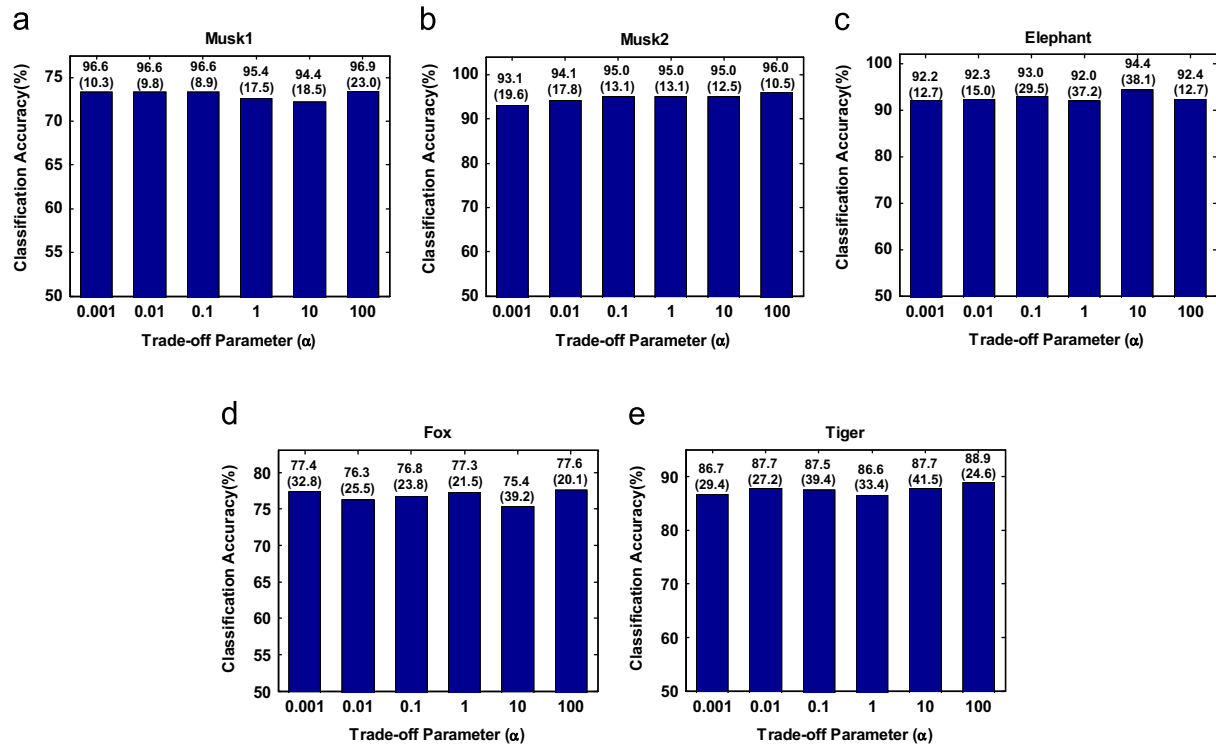 a
Musk1
Classification Accuracy(%)
75
70
65
60
55
50
96.6 96.6 96.6 95.4 94.4 96.9
(10.3) (9.8) (8.9) (17.5) (18.5) (23.0)
0.001 0.01 0.1 1 10 100
Trade-off Parameter (α)
b
Musk2
Classification Accuracy(%)
100
90
80
70
60
50
93.1 94.1 95.0 95.0 95.0 96.0
(19.6) (17.8) (13.1) (13.1) (12.5) (10.5)
0.001 0.01 0.1 1 10 100
Trade-off Parameter (α)
c
Elephant
Classification Accuracy(%)
100
90
80
70
60
50
92.2 92.3 93.0 92.0 94.4 92.4
(12.7) (15.0) (29.5) (37.2) (38.1) (12.7)
0.001 0.01 0.1 1 10 100
Trade-off Parameter (α)
d
Fox
Classification Accuracy(%)
80
75
70
65
60
55
50
77.4 76.3 76.8 77.3 75.4 77.6
(32.8) (25.5) (23.8) (21.5) (39.2) (20.1)
0.001 0.01 0.1 1 10 100
Trade-off Parameter (α)
e
Tiger
Classification Accuracy(%)
90
80
70
60
50
86.7 87.7 87.5 86.6 87.7 88.9
(29.4) (27.2) (39.4) (33.4) (41.5) (24.6)
0.001 0.01 0.1 1 10 100
Trade-off Parameter (α)